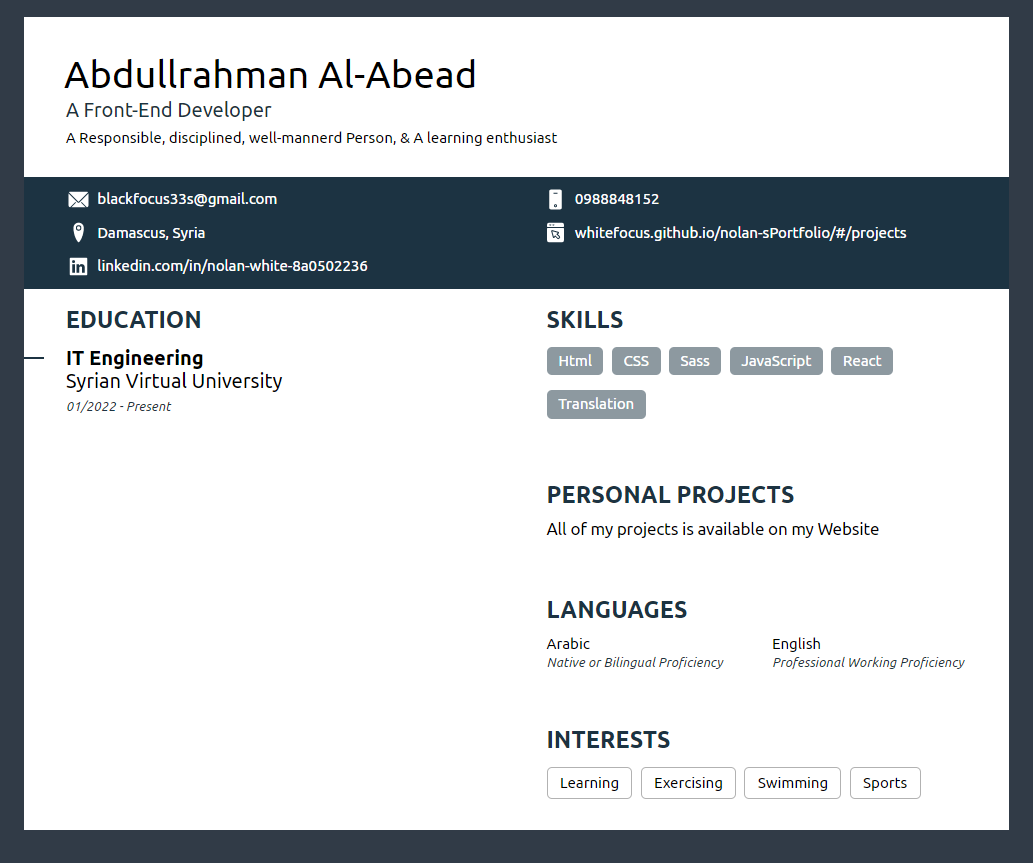 Abdullrahman Al-Abead
A Front-End Developer
A Responsible, disciplined, well-mannerd Person, & A learning enthusiast
blackfocus33s@gmail.com
0988848152
Damascus, Syria
whitefocus.github.io/nolan-sPortfolio/#/projects
linkedin.com/in/nolan-white-8a0502236
EDUCATION
IT Engineering
Syrian Virtual University
01/2022 - Present
SKILLS
Html CSS Sass JavaScript React
Translation
PERSONAL PROJECTS
All of my projects is available on my Website
LANGUAGES
Arabic
Native or Bilingual Proficiency
English
Professional Working Proficiency
INTERESTS
Learning Exercising Swimming Sports